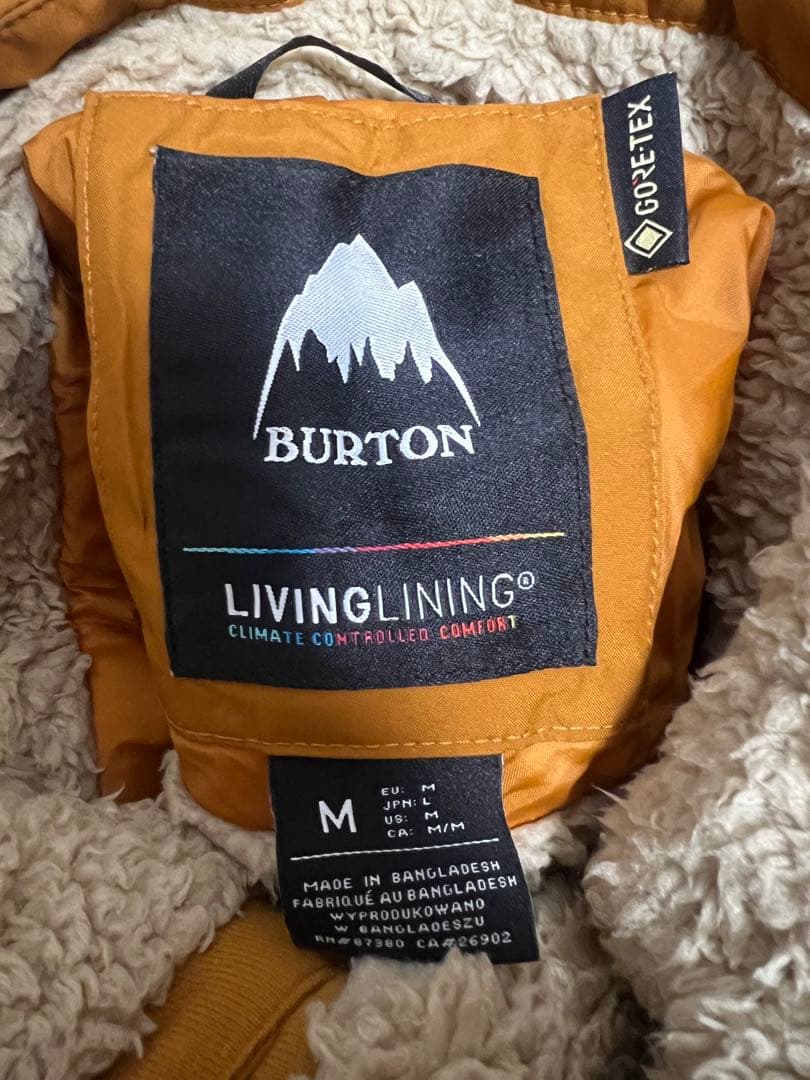 GORE-TEX
BURTON
LIVINGLINING®
CLIMATE CONTROLLED COMFORT
M
EU: M
JPN: L
US: M
CA: M/M
MADE IN BANGLADESH
FABRIQUÉ AU BANGLADESH
WYPRODUKOWANO
W BANGLADESZU
RN#87380 CA#26902